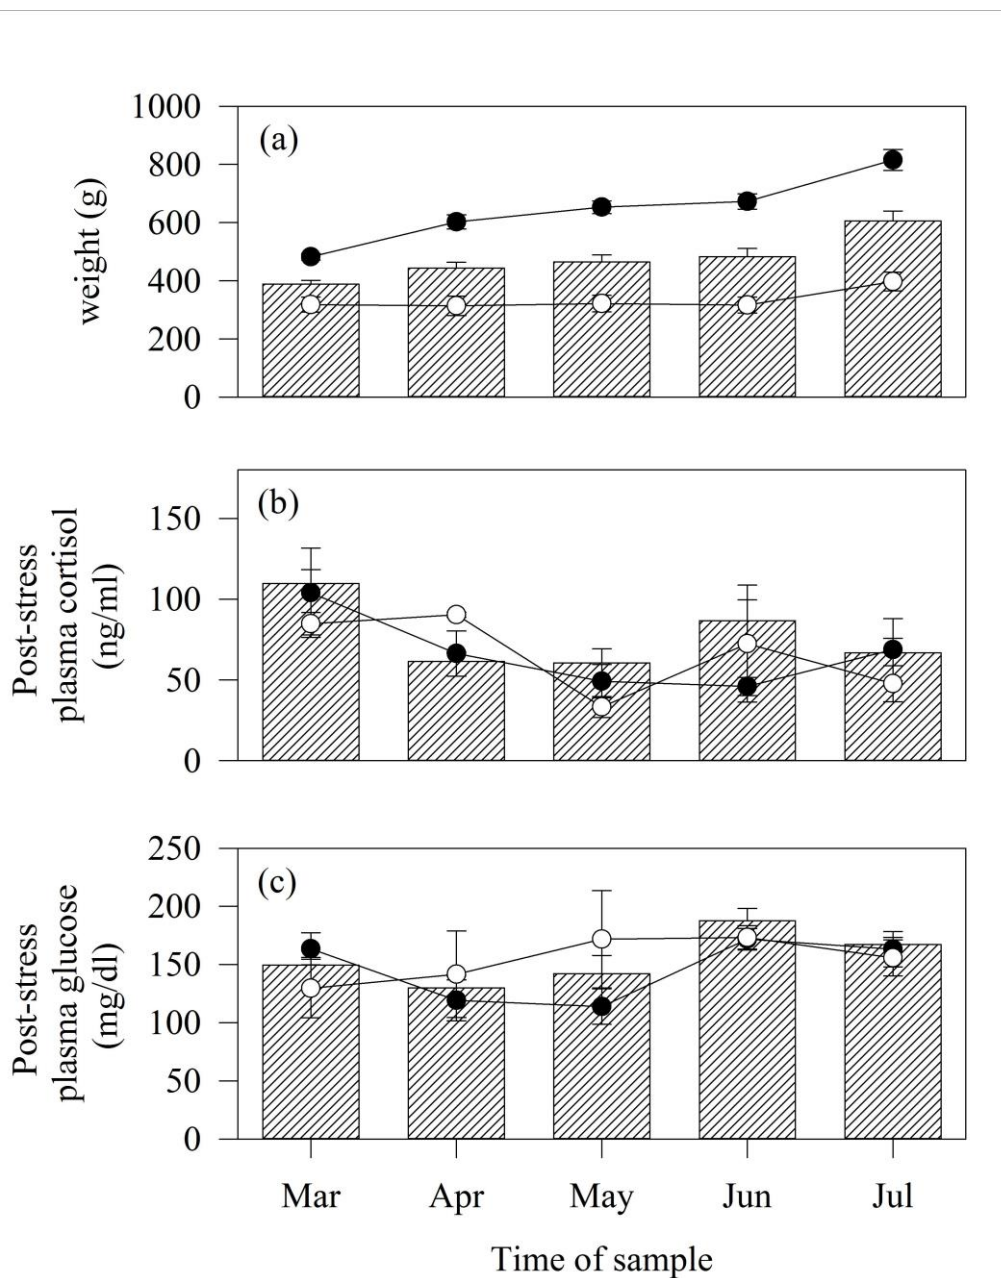 1000
800
600
400
200
0
weight (g)
(a)
150
100
50
0
Post-stress
plasma cortisol
(ng/ml)
(b)
250
200
150
100
50
0
Post-stress
plasma glucose
(mg/dl)
(c)
Mar Apr May Jun Jul
Time of sample